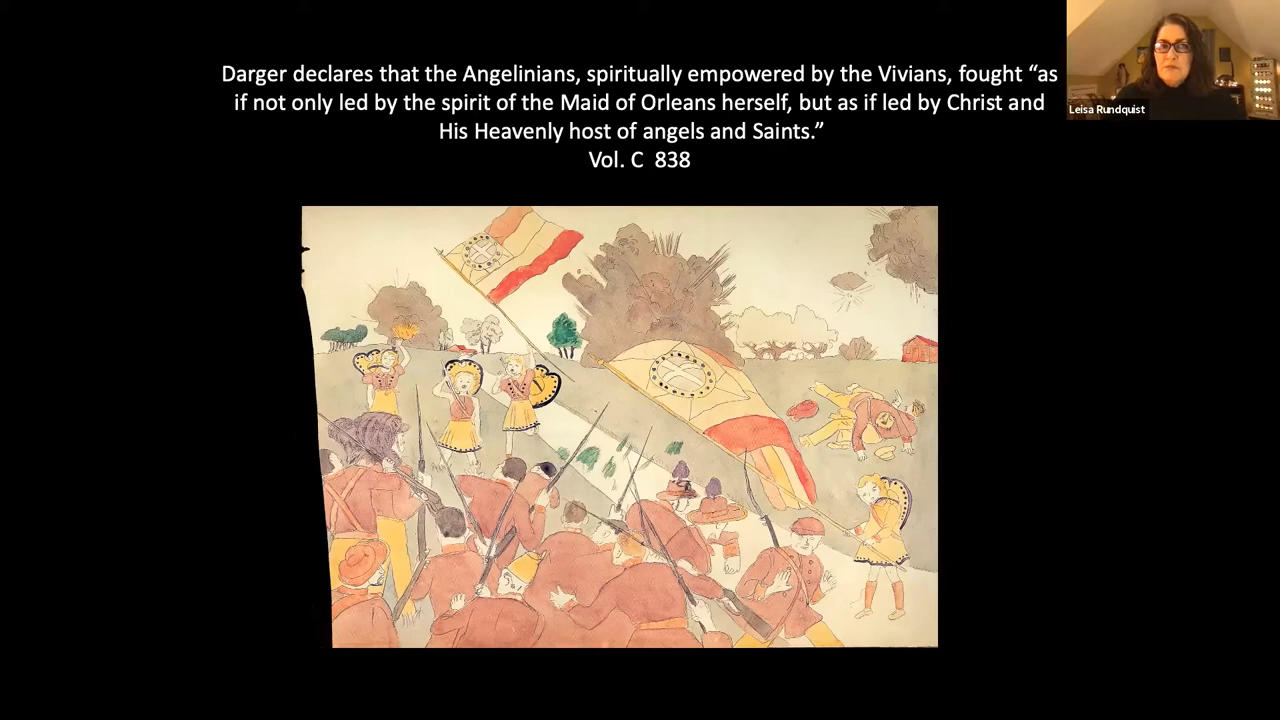 Darger declares that the Angelinians, spiritually empowered by the Vivians, fought “as
if not only led by the spirit of the Maid of Orleans herself, but as if led by Christ and
His Heavenly host of angels and Saints.”
Vol. C  838
Leisa Rundquist